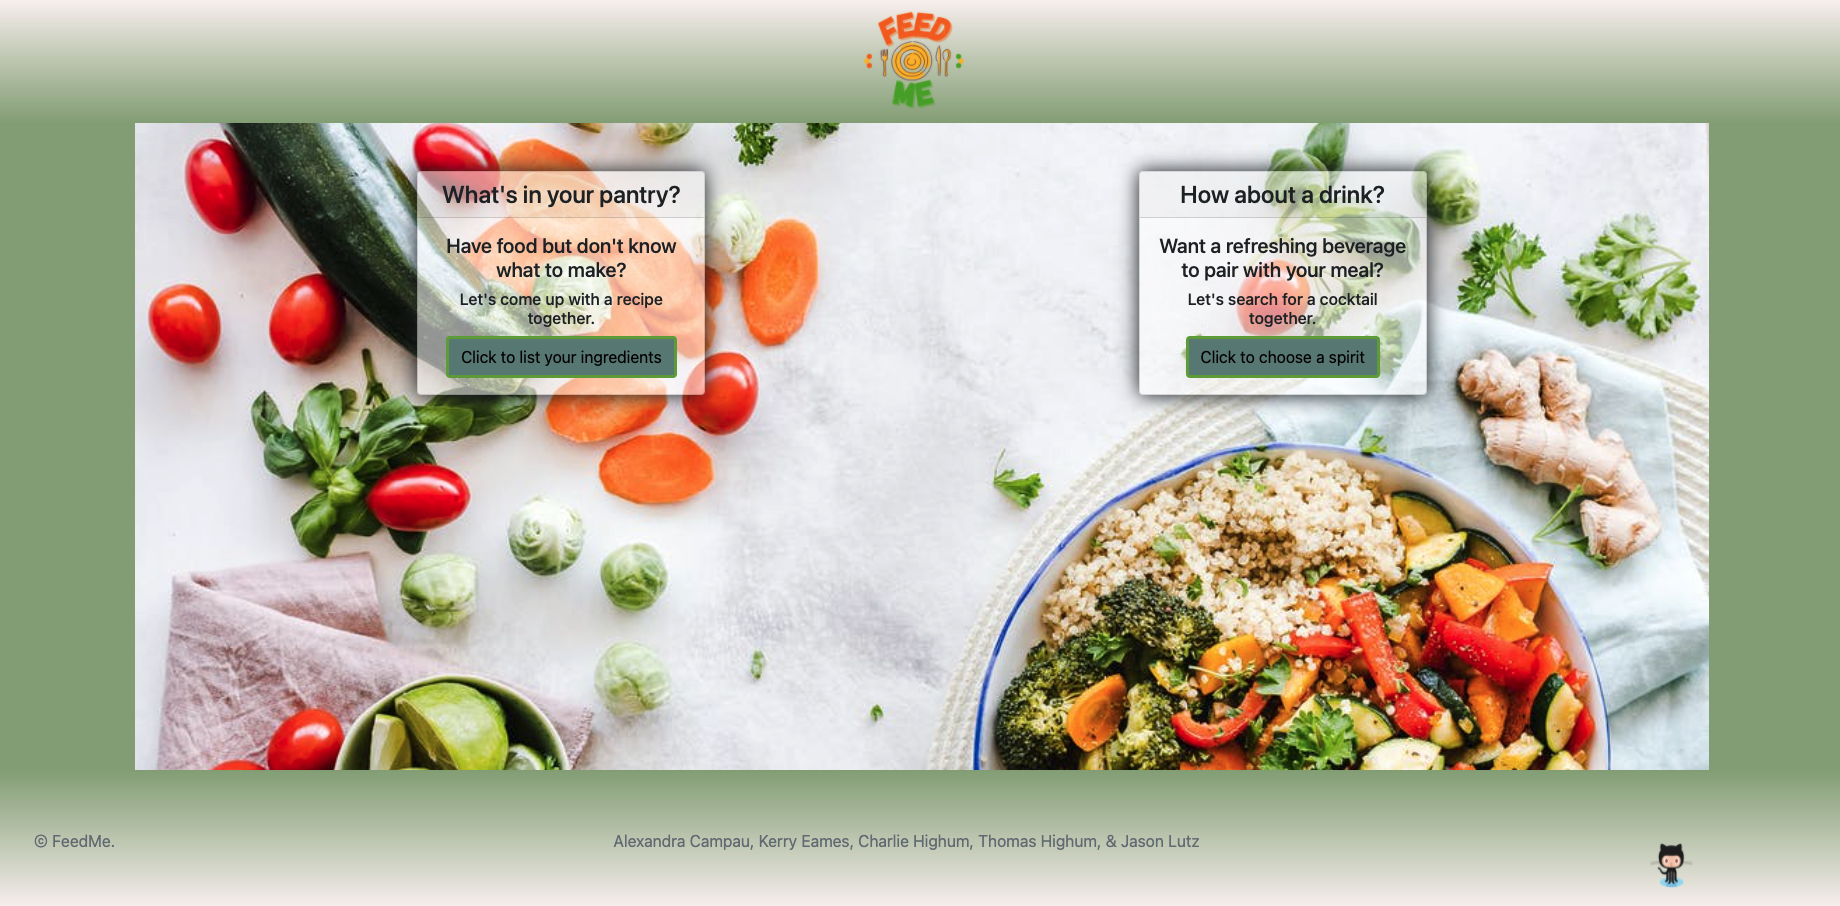 FEED
ME
What's in your pantry?
Have food but don't know
what to make?
Let's come up with a recipe
together.
Click to list your ingredients
How about a drink?
Want a refreshing beverage
to pair with your meal?
Let's search for a cocktail
together.
Click to choose a spirit
© FeedMe.
Alexandra Campau, Kerry Eames, Charlie Highum, Thomas Highum, & Jason Lutz